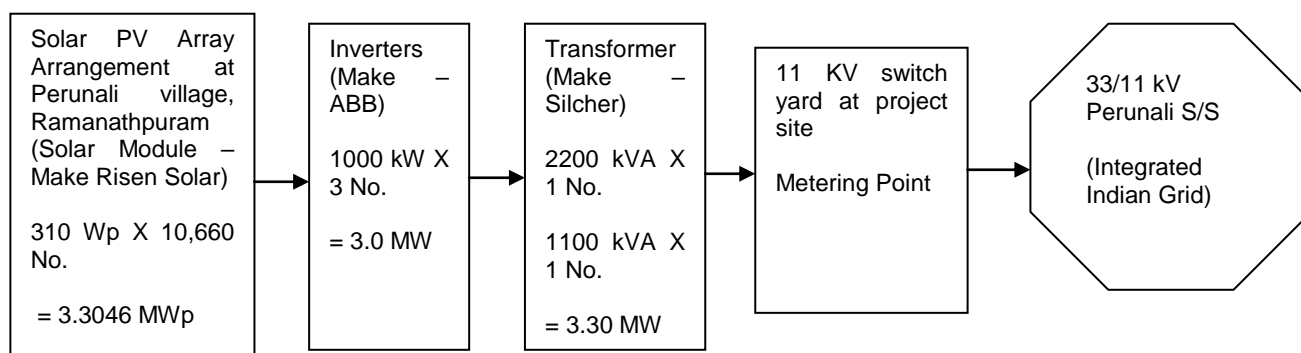 Solar PV Array
Arrangement at
Perunali village,
Ramanathpuram
(Solar Module –
Make Risen Solar)
310 Wp X 10,660
No.
= 3.3046 MWp
Inverters
(Make –
ABB)
1000 kW X
3 No.
= 3.0 MW
Transformer
(Make –
Silcher)
2200 kVA X
1 No.
1100 kVA X
1 No.
= 3.30 MW
11 KV switch
yard at project
site
Metering Point
33/11 kV
Perunali S/S
(Integrated
Indian Grid)